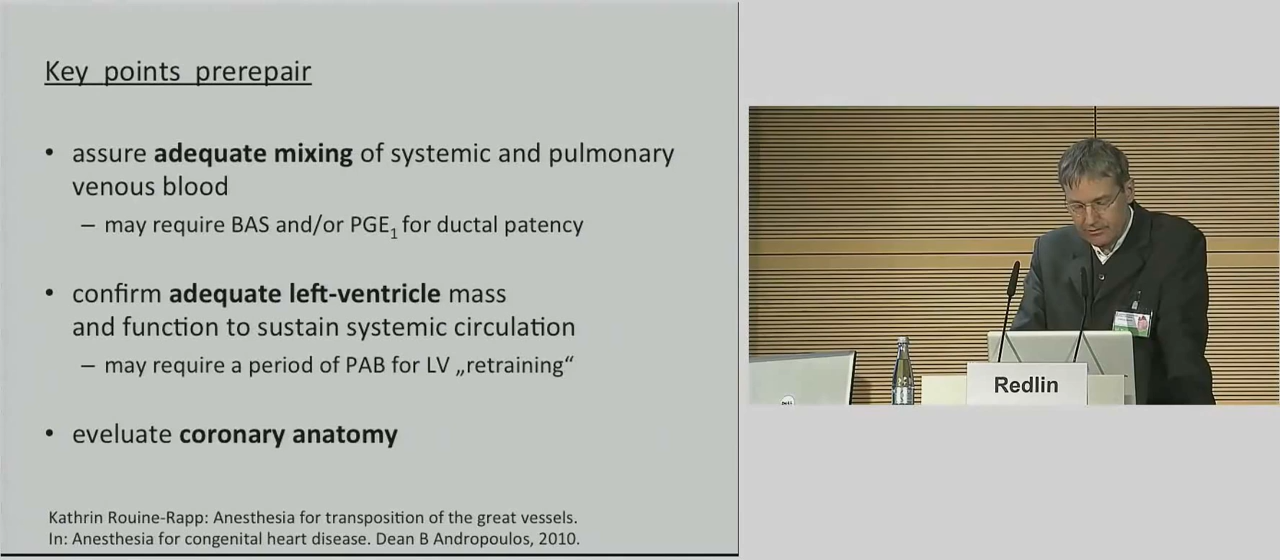 Key points prerepair
• assure adequate mixing of systemic and pulmonary
venous blood
– may require BAS and/or PGE1 for ductal patency
• confirm adequate left-ventricle mass
and function to sustain systemic circulation
– may require a period of PAB for LV „retraining“
• eveluate coronary anatomy
Kathrin Rouine-Rapp: Anesthesia for transposition of the great vessels.
In: Anesthesia for congenital heart disease. Dean B Andropoulos, 2010.
Redlin